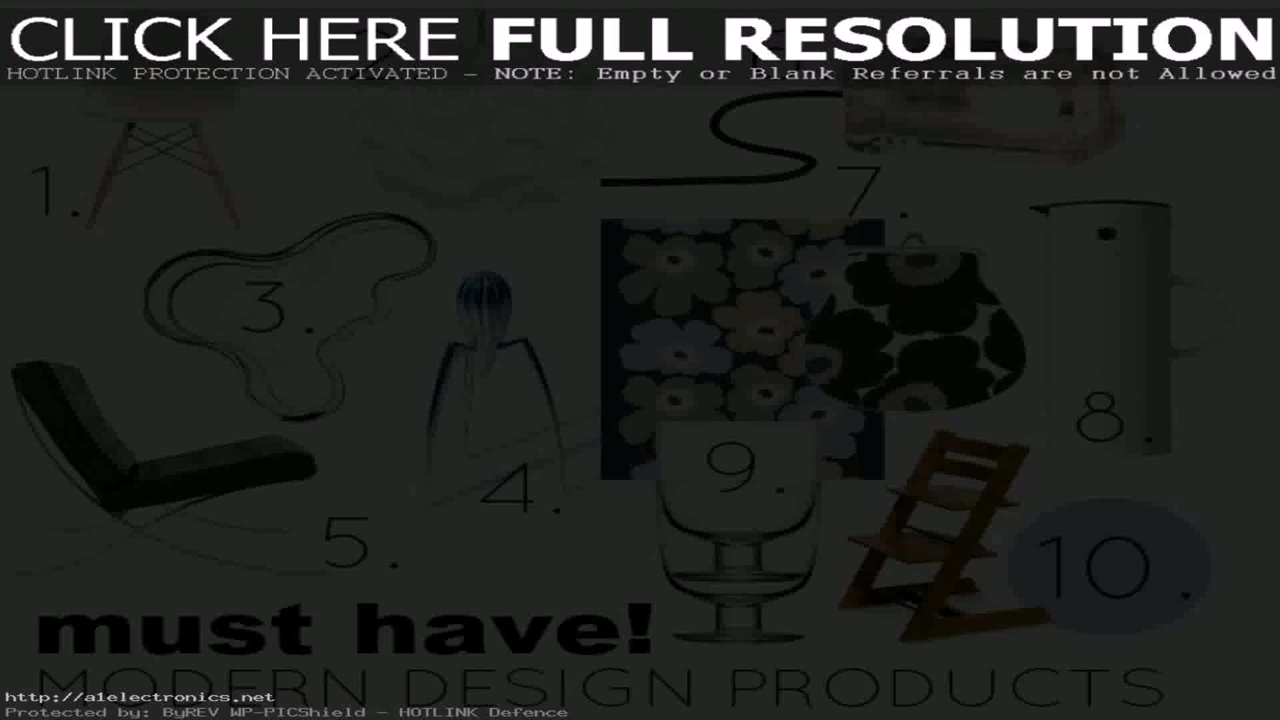 CLICK HERE FULL RESOLUTION
HOTLINK PROTECTION ACTIVATED – NOTE: Empty or Blank Referrals are not Allowed
1.
7.
3.
8.
9.
4.
5.
10.
must have!
MODERN DESIGN PRODUCTS
http://a1electronics.net
Protected by: ByREV WP-PICShield – HOTLINK Defence